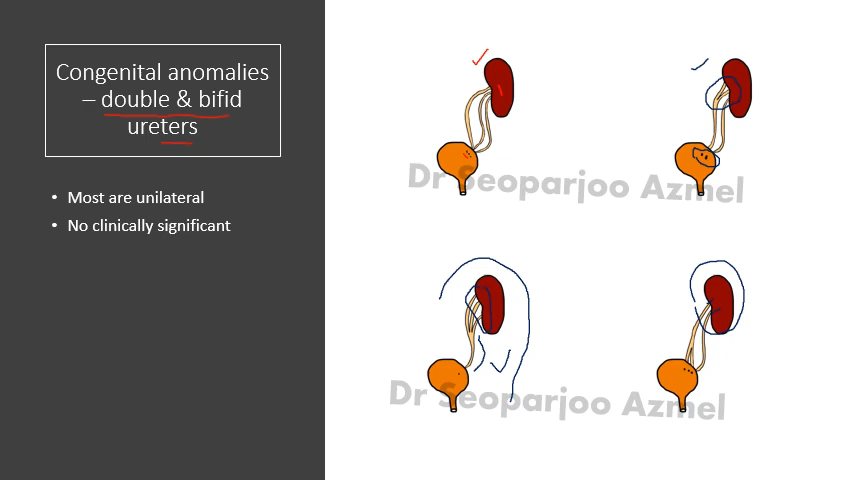 Congenital anomalies
– double & bifid
ureters
• Most are unilateral
• No clinically significant
Dr Seoparjoo Azmel
Dr Seoparjoo Azmel